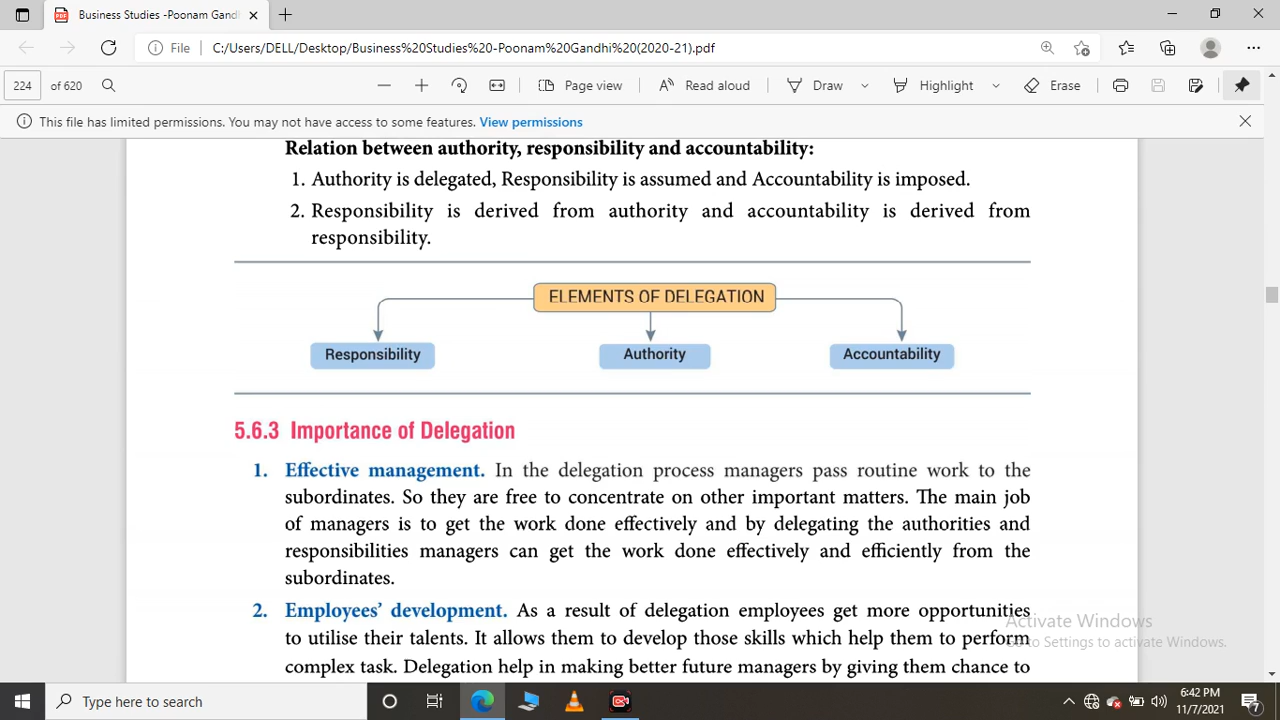 Business Studies -Poonam Gandh
File C:/Users/DELL/Desktop/Business%20Studies%20-Poonam%20Gandhi%20(2020-21).pdf
224 of 620 Page view Read aloud Draw Highlight Erase
This file has limited permissions. You may not have access to some features. View permissions
Relation between authority, responsibility and accountability:
1. Authority is delegated, Responsibility is assumed and Accountability is imposed.
2. Responsibility is derived from authority and accountability is derived from
responsibility.
ELEMENTS OF DELEGATION
Responsibility Authority Accountability
5.6.3 Importance of Delegation
1. Effective management. In the delegation process managers pass routine work to the
subordinates. So they are free to concentrate on other important matters. The main job
of managers is to get the work done effectively and by delegating the authorities and
responsibilities managers can get the work done effectively and efficiently from the
subordinates.
2. Employees' development. As a result of delegation employees get more opportunities
to utilise their talents. It allows them to develop those skills which help them to perform
complex task. Delegation help in making better future managers by giving them chance to
Activate Windows
Go to Settings to activate Windows.
Type here to search
6:42 PM
11/7/2021
7